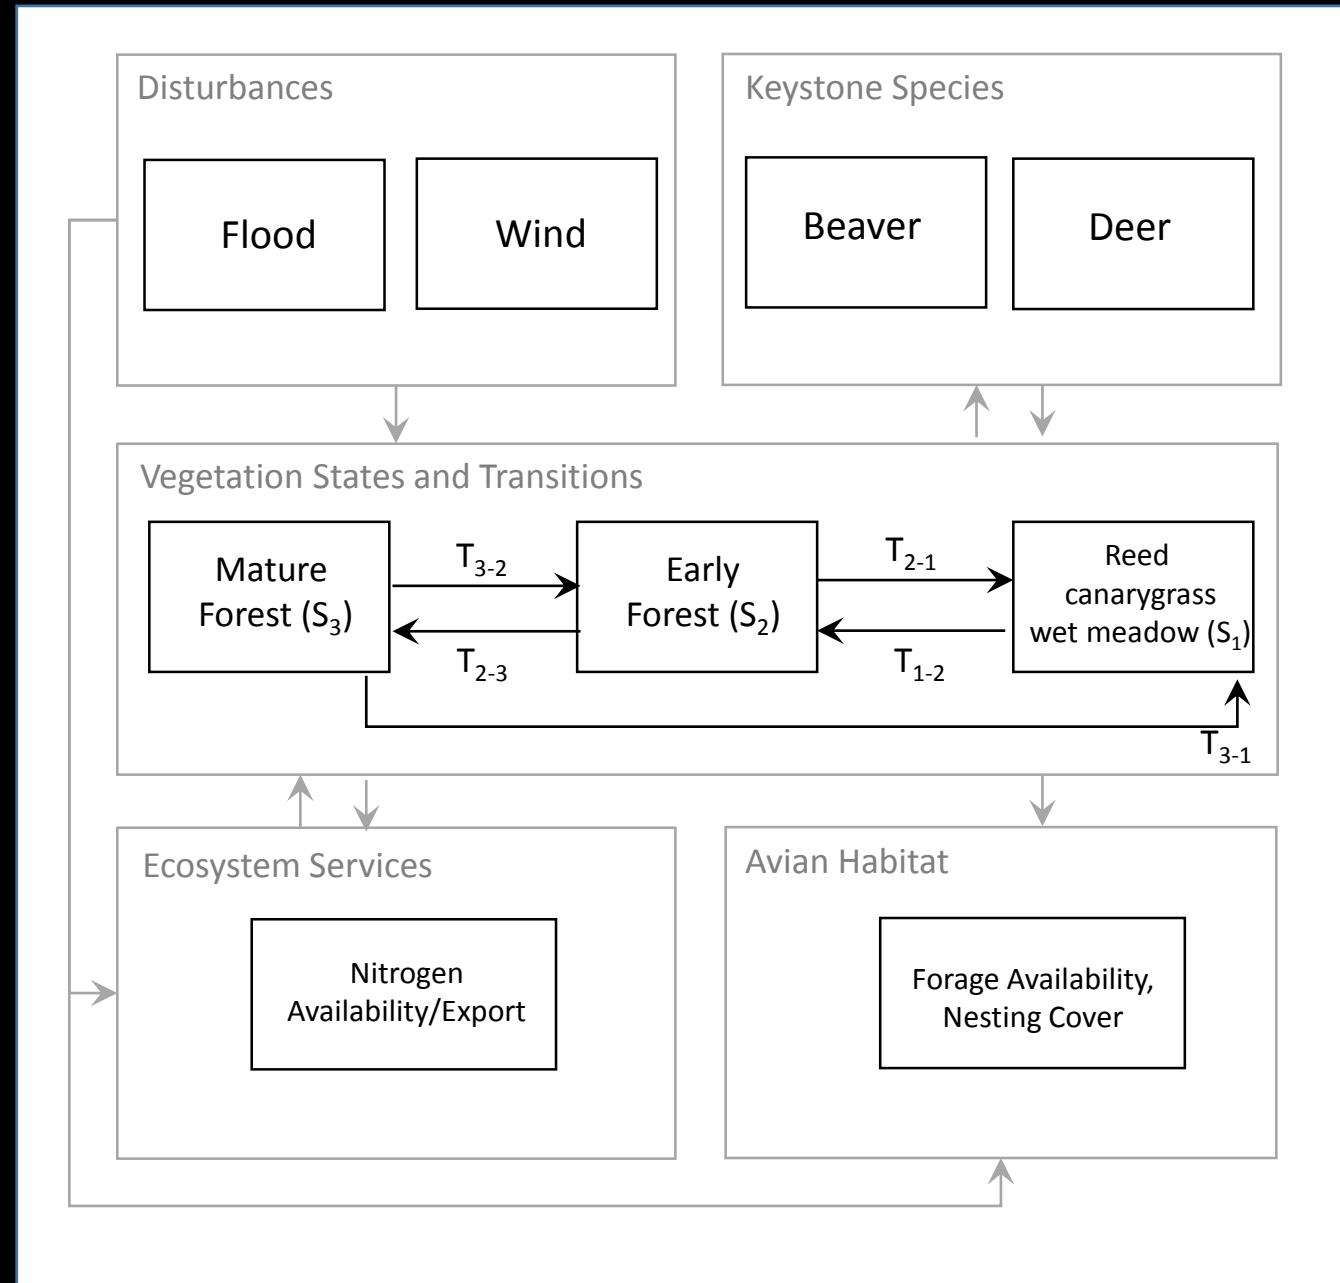 Disturbances
Flood
Wind
Keystone Species
Beaver
Deer
Vegetation States and Transitions
Mature
Forest (S3)
T3-2
T2-3
Early
Forest (S2)
T2-1
T1-2
Reed
canarygrass
wet meadow (S1)
T3-1
Ecosystem Services
Nitrogen
Availability/Export
Avian Habitat
Forage Availability,
Nesting Cover